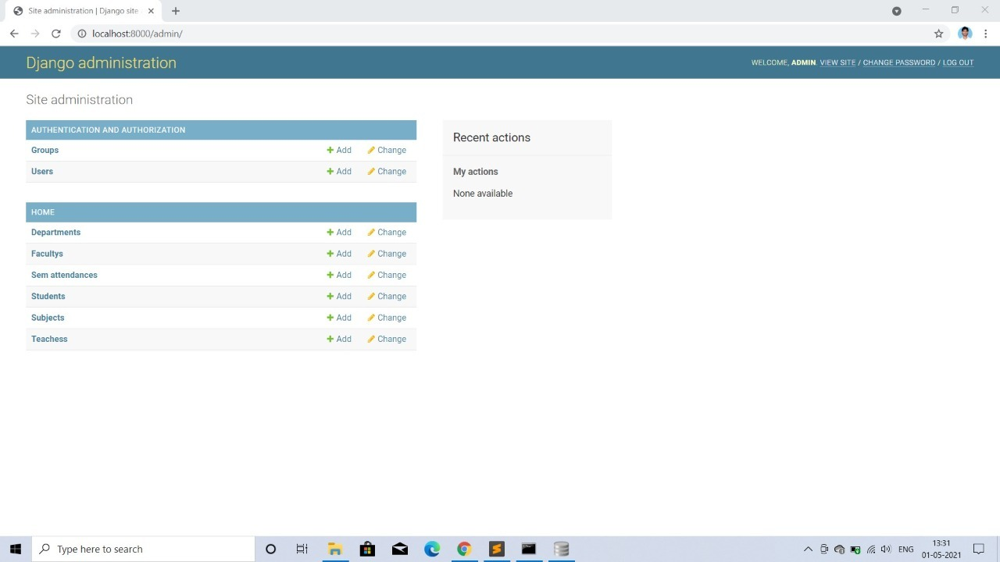 Site administration | Django site
localhost:8000/admin/
Django administration
WELCOME, ADMIN. VIEW SITE / CHANGE PASSWORD / LOG OUT
Site administration
AUTHENTICATION AND AUTHORIZATION
Groups Add Change
Users Add Change
HOME
Departments Add Change
Facultys Add Change
Sem attendances Add Change
Students Add Change
Subjects Add Change
Teachess Add Change
Recent actions
My actions
None available
Type here to search
ENG
13:31
01-05-2021